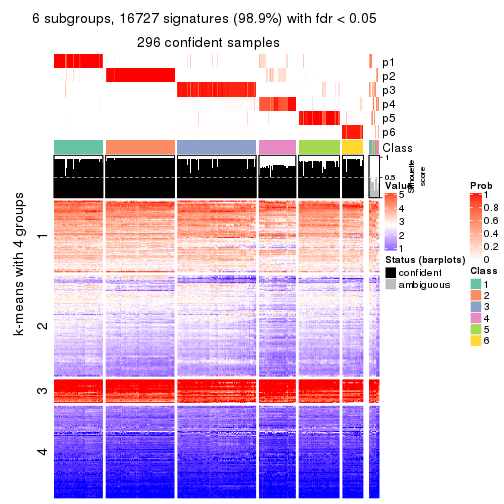 6 subgroups, 16727 signatures (98.9%) with fdr < 0.05
296 confident samples
p1
p2
p3
p4
p5
p6
Class
1
0.5
0
Silhouette
score
k-means with 4 groups
1
2
3
4
Value
5
4
3
2
1
Status (barplots)
confident
ambiguous
Prob
1
0.8
0.6
0.4
0.2
0
Class
1
2
3
4
5
6